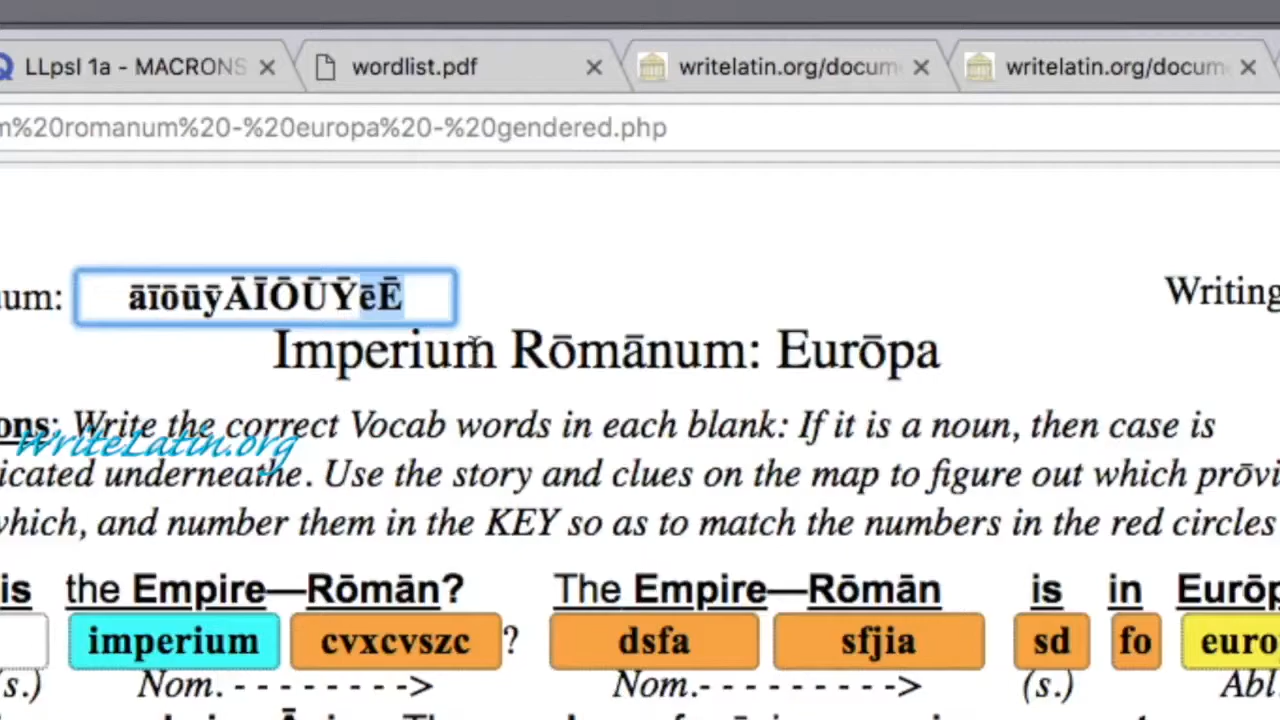 LLpsl 1a - MACRONS wordlist.pdf writelatin.org/docum writelatin.org/docum
m%20romanum%20-%20europa%20-%20gendered.php
um: āīōūȳĀĪŌŪȲēĒ Writing
Imperium Rōmānum: Eurōpa
ons: Write the correct Vocab words in each blank: If it is a noun, then case is
WriteLatin.org
icated underneathe. Use the story and clues on the map to figure out which prōvi
which, and number them in the KEY so as to match the numbers in the red circles
is the Empire—Rōmān? The Empire—Rōmān is in Eurōp
imperium cvxcvszc ? dsfa sfjia sd fo euro
(s.) Nom. - - - - - - - -> Nom.- - - - - - - - -> (s.) Abl.